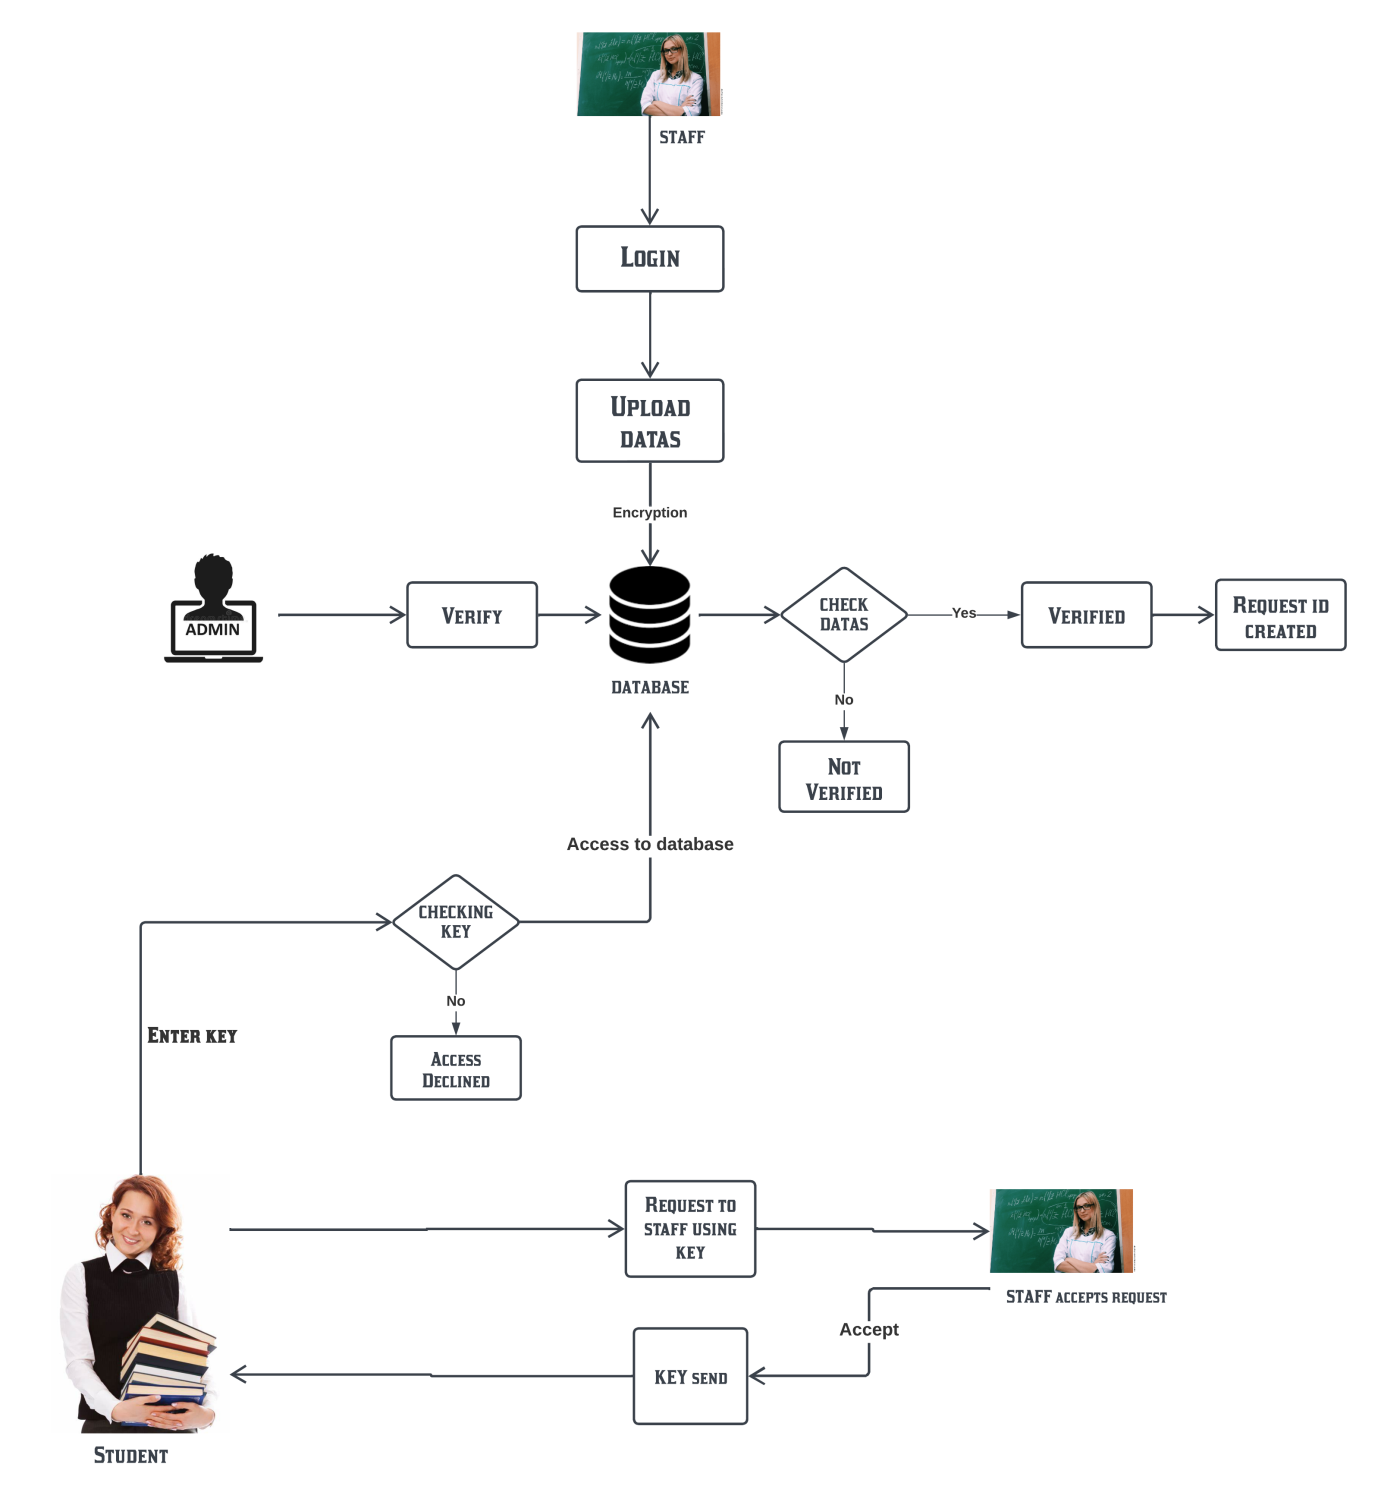 STAFF
LOGIN
UPLOAD
DATAS
Encryption
ADMIN
VERIFY
DATABASE
CHECK
DATAS
Yes
VERIFIED
REQUEST ID
CREATED
No
NOT
VERIFIED
Access to database
CHECKING
KEY
No
ACCESS
DECLINED
ENTER KEY
REQUEST TO
STAFF USING
KEY
STAFF ACCEPTS REQUEST
Accept
KEY SEND
STUDENT